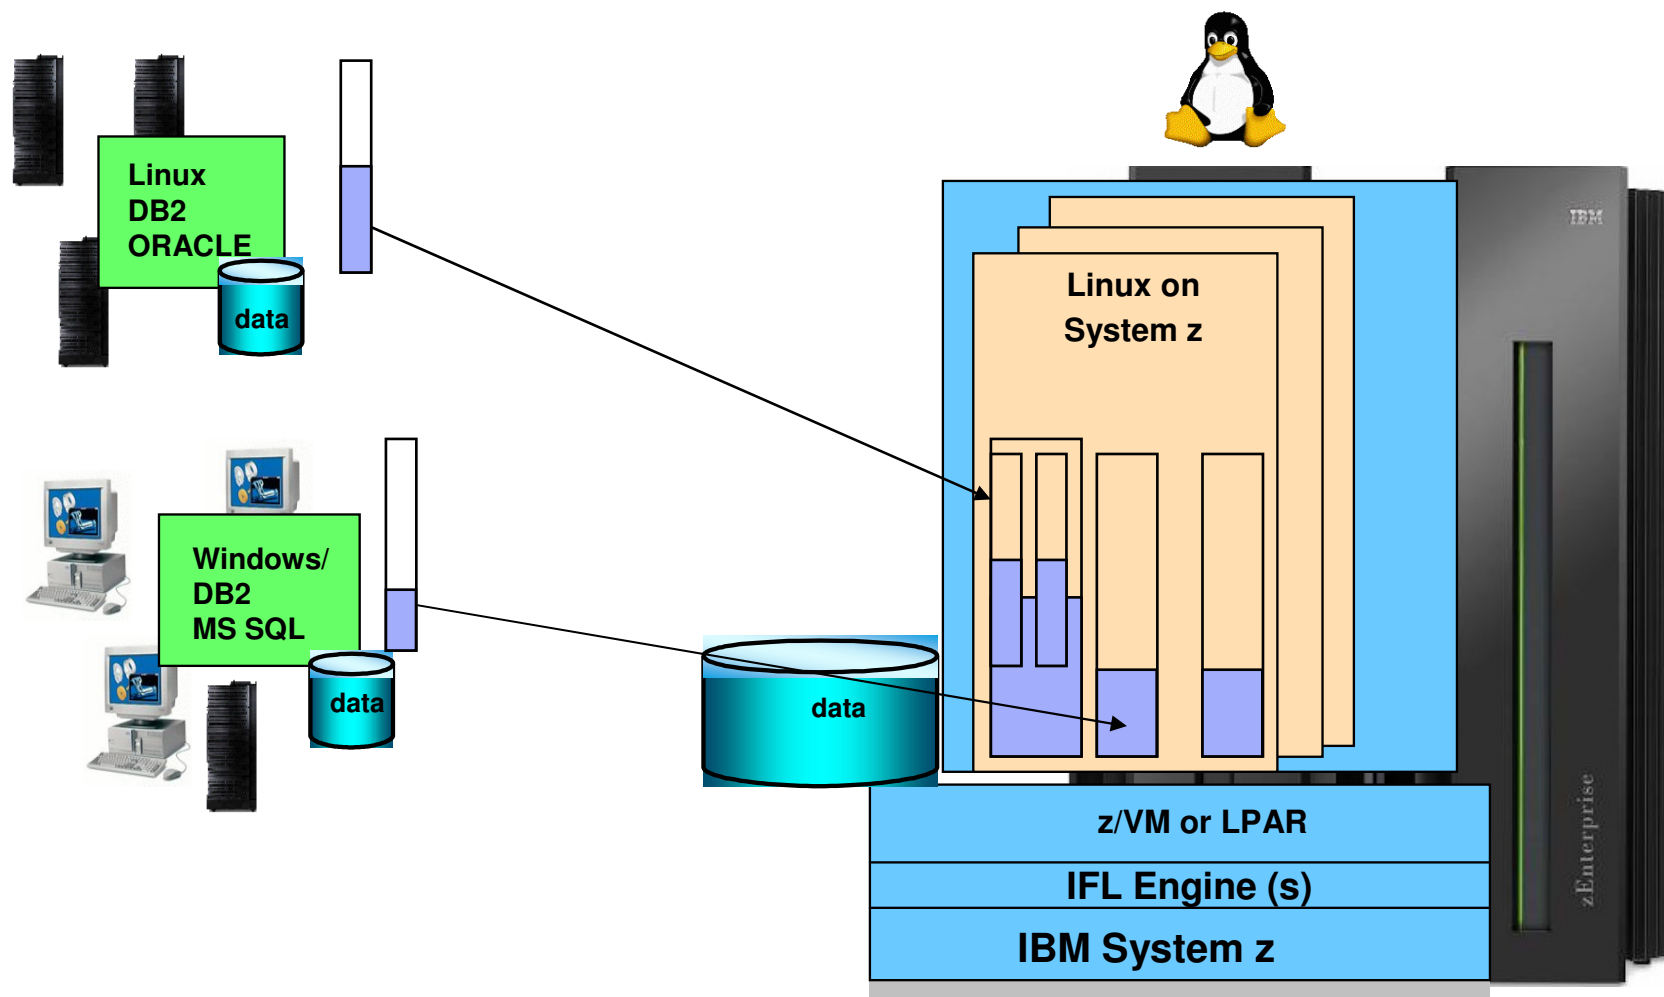 Linux
DB2
ORACLE
data
Windows/
DB2
MS SQL
data
data
Linux on
System z
IBM
zEnterprise
z/VM or LPAR
IFL Engine (s)
IBM System z